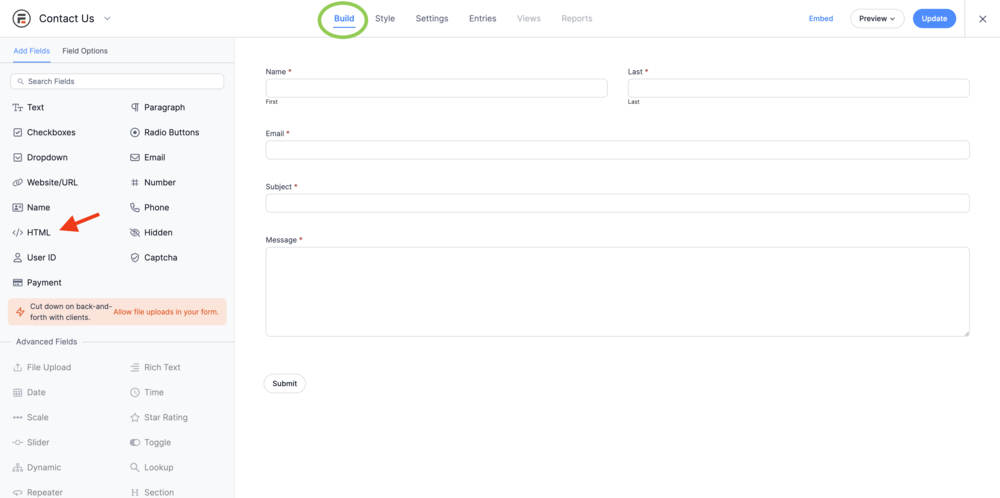 Contact Us
Build Style Settings Entries Views Reports
Embed Preview Update
Add Fields Field Options
Search Fields
Text Paragraph
Checkboxes Radio Buttons
Dropdown Email
Website/URL Number
Name Phone
HTML Hidden
User ID Captcha
Payment
Cut down on back-and-
forth with clients.
Allow file uploads in your form.
Advanced Fields
File Upload Rich Text
Date Time
Scale Star Rating
Slider Toggle
Dynamic Lookup
Repeater Section
Name * Last *
First Last
Email *
Subject *
Message *
Submit